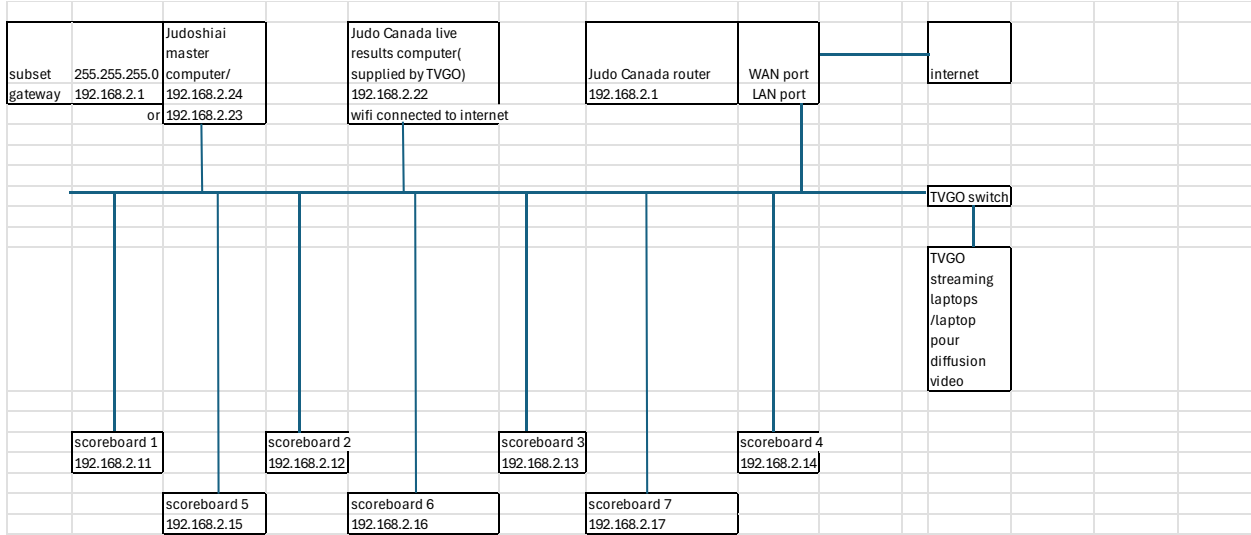 subset
gateway
255.255.255.0
192.168.2.1
or
Judoshiai
master
computer/
192.168.2.24
192.168.2.23
Judo Canada live
results computer(
supplied by TVGO)
192.168.2.22
wifi connected to internet
Judo Canada router
192.168.2.1
WAN port
LAN port
internet
TVGO switch
TVGO
streaming
laptops
/laptop
pour
diffusion
video
scoreboard 1
192.168.2.11
scoreboard 2
192.168.2.12
scoreboard 3
192.168.2.13
scoreboard 4
192.168.2.14
scoreboard 5
192.168.2.15
scoreboard 6
192.168.2.16
scoreboard 7
192.168.2.17